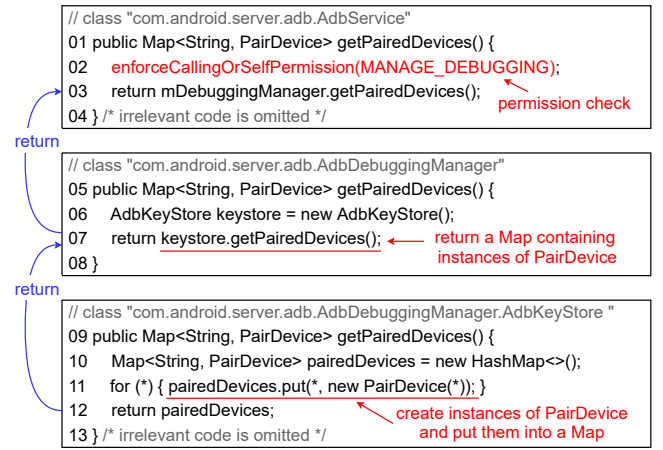 // class "com.android.server.adb.AdbService"
01 public Map<String, PairDevice> getPairedDevices() {
02 enforceCallingOrSelfPermission(MANAGE_DEBUGGING);
03 return mDebuggingManager.getPairedDevices();
permission check
04 } /* irrelevant code is omitted */
return
// class "com.android.server.adb.AdbDebuggingManager"
05 public Map<String, PairDevice> getPairedDevices() {
06 AdbKeyStore keystore = new AdbKeyStore();
07 return keystore.getPairedDevices();
return a Map containing
instances of PairDevice
08 }
return
// class "com.android.server.adb.AdbDebuggingManager.AdbKeyStore "
09 public Map<String, PairDevice> getPairedDevices() {
10 Map<String, PairDevice> pairedDevices = new HashMap<>();
11 for (*) { pairedDevices.put(*, new PairDevice(*)); }
12 return pairedDevices;
create instances of PairDevice
and put them into a Map
13 } /* irrelevant code is omitted */